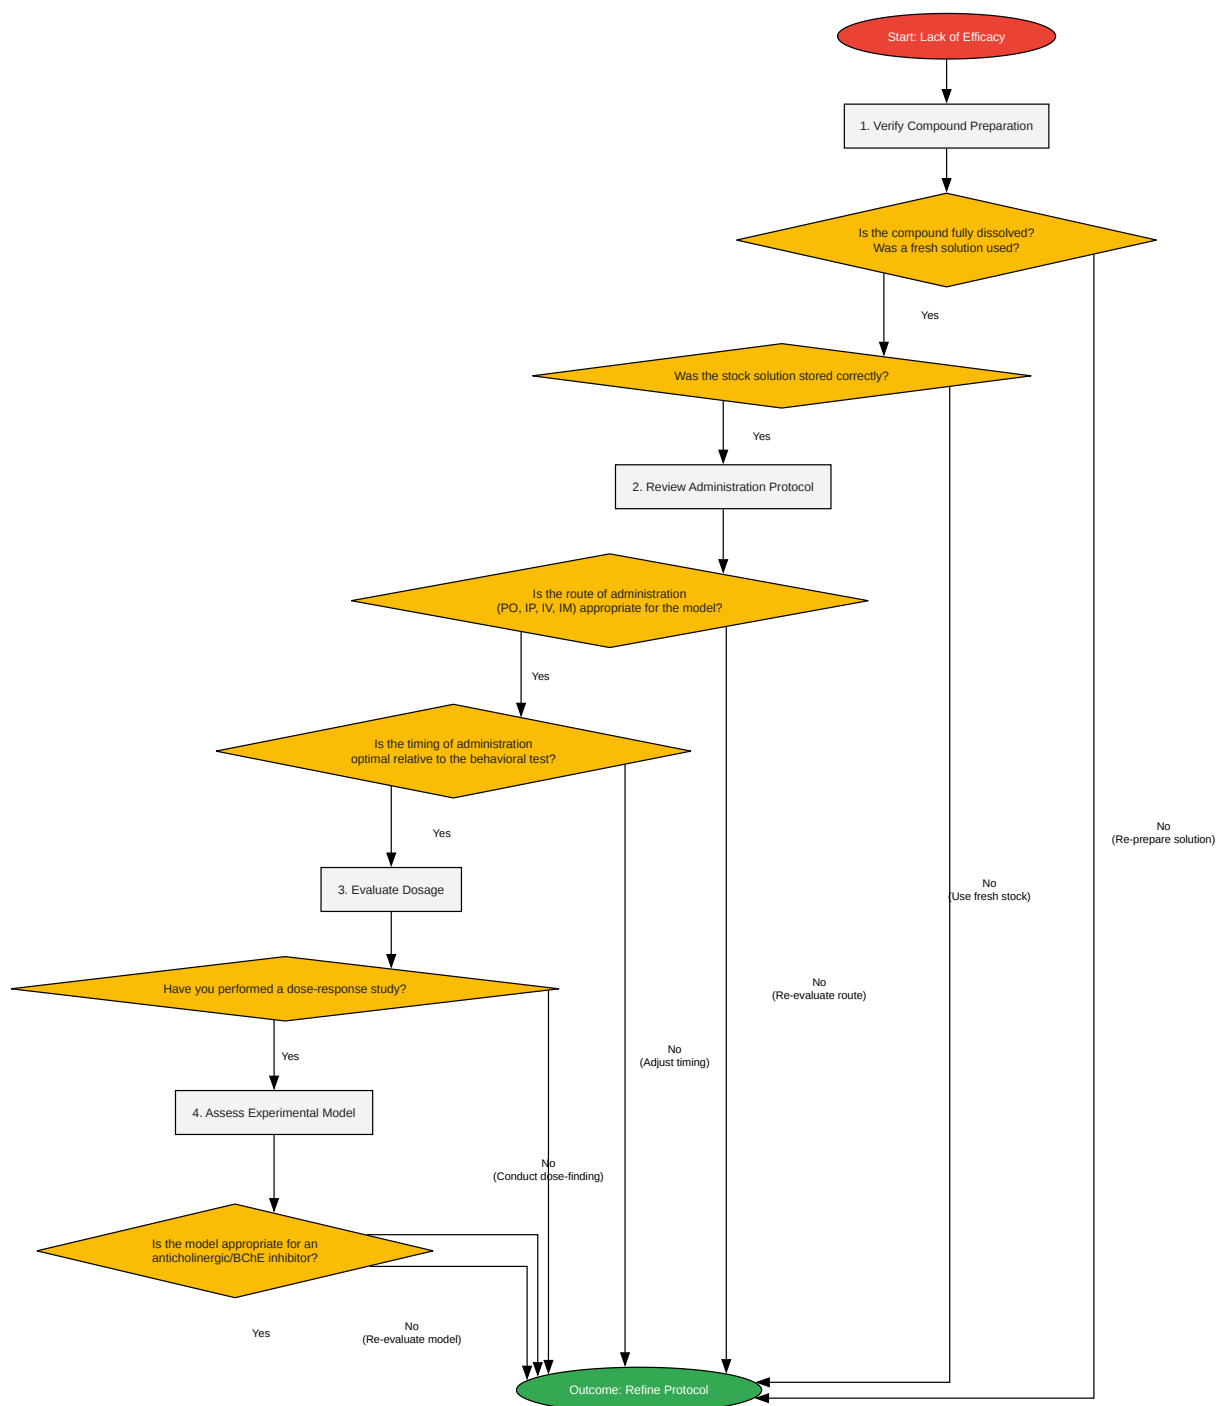 Start: Lack of Efficacy
1. Verify Compound Preparation
Is the compound fully dissolved?
Was a fresh solution used?
Yes
Was the stock solution stored correctly?
Yes
2. Review Administration Protocol
Is the route of administration
(PO, IP, IV, IM) appropriate for the model?
Yes
Is the timing of administration
optimal relative to the behavioral test?
Yes
No
(Re-prepare solution)
3. Evaluate Dosage
No
(Use fresh stock)
Have you performed a dose-response study?
No
(Re-evaluate route)
Yes
No
(Adjust timing)
4. Assess Experimental Model
No
(Conduct dose-finding)
Is the model appropriate for an
anticholinergic/BChE inhibitor?
Yes
No
(Re-evaluate model)
Outcome: Refine Protocol